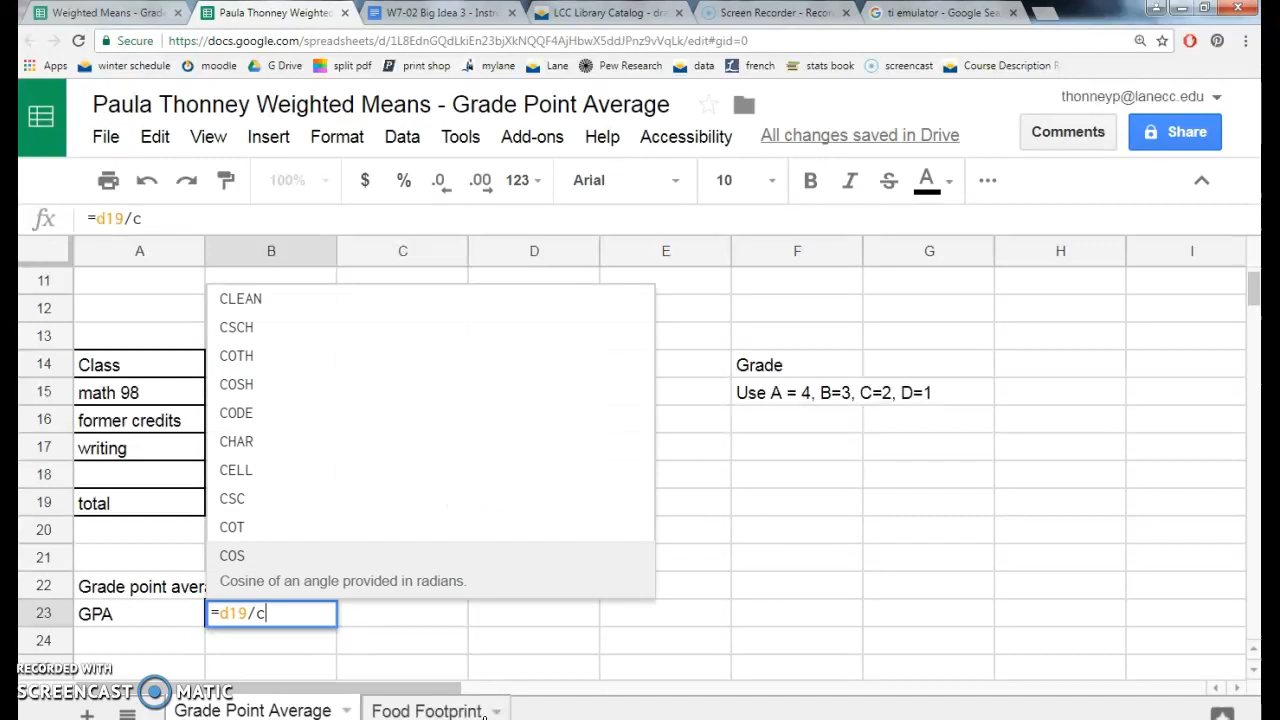 Weighted Means - Grade
Paula Thonney Weighted
W7-02 Big Idea 3 - Instr
LCC Library Catalog - dra
Screen Recorder - Recor
ti emulator - Google Sea
Secure
https://docs.google.com/spreadsheets/d/1L8EdnGQdLkiEn23bjXkNQQF4AjHbwX5ddJPnz9vVqLk/edit#gid=0
Apps
winter schedule
moodle
G Drive
split pdf
print shop
mylane
Lane
Pew Research
data
french
stats book
screencast
Course Description
Paula Thonney Weighted Means - Grade Point Average
thonneyp@lanecc.edu
File Edit View Insert Format Data Tools Add-ons Help Accessibility
All changes saved in Drive
Comments
Share
100% $ % .0 .00 123 Arial 10 B I S A
fx =d19/c
A B C D E F G H I
11
12
13
14 Class Grade
15 math 98 Use A = 4, B=3, C=2, D=1
16 former credits
17 writing
18
19 total
20
21
22 Grade point avera
23 GPA =d19/c
24
CLEAN
CSCH
COTH
COSH
CODE
CHAR
CELL
CSC
COT
COS
Cosine of an angle provided in radians.
RECORDED WITH
SCREENCAST MATIC
Grade Point Average
Food Footprint